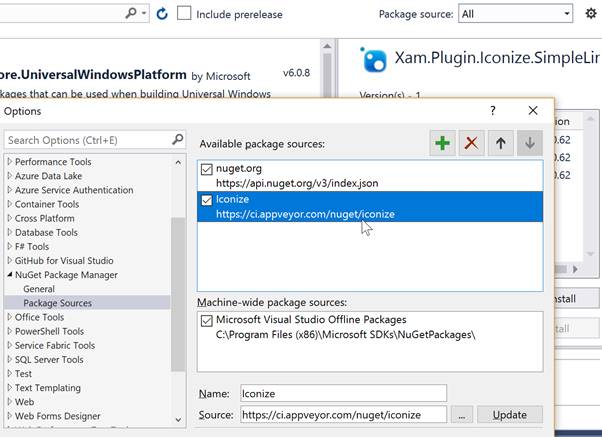 Include prerelease
Package source: All
ore.UniversalWindowsPlatform by Microsoft v6.0.8
packages that can be used when building Universal Windows
Xam.Plugin.Iconize.SimpleLin
Version(s) - 1
Options
Search Options (Ctrl+E)
Performance Tools
Azure Data Lake
Azure Service Authentication
Container Tools
Cross Platform
Database Tools
F# Tools
GitHub for Visual Studio
NuGet Package Manager
General
Package Sources
Office Tools
PowerShell Tools
Service Fabric Tools
SQL Server Tools
Test
Text Templating
Web
Web Forms Designer
Available package sources:
nuget.org
https://api.nuget.org/v3/index.json
Iconize
https://ci.appveyor.com/nuget/iconize
Machine-wide package sources:
Microsoft Visual Studio Offline Packages
C:\Program Files (x86)\Microsoft SDKs\NuGetPackages\
Name: Iconize
Source: https://ci.appveyor.com/nuget/iconize ... Update
ion
0.62
0.62
0.62
stall
tall